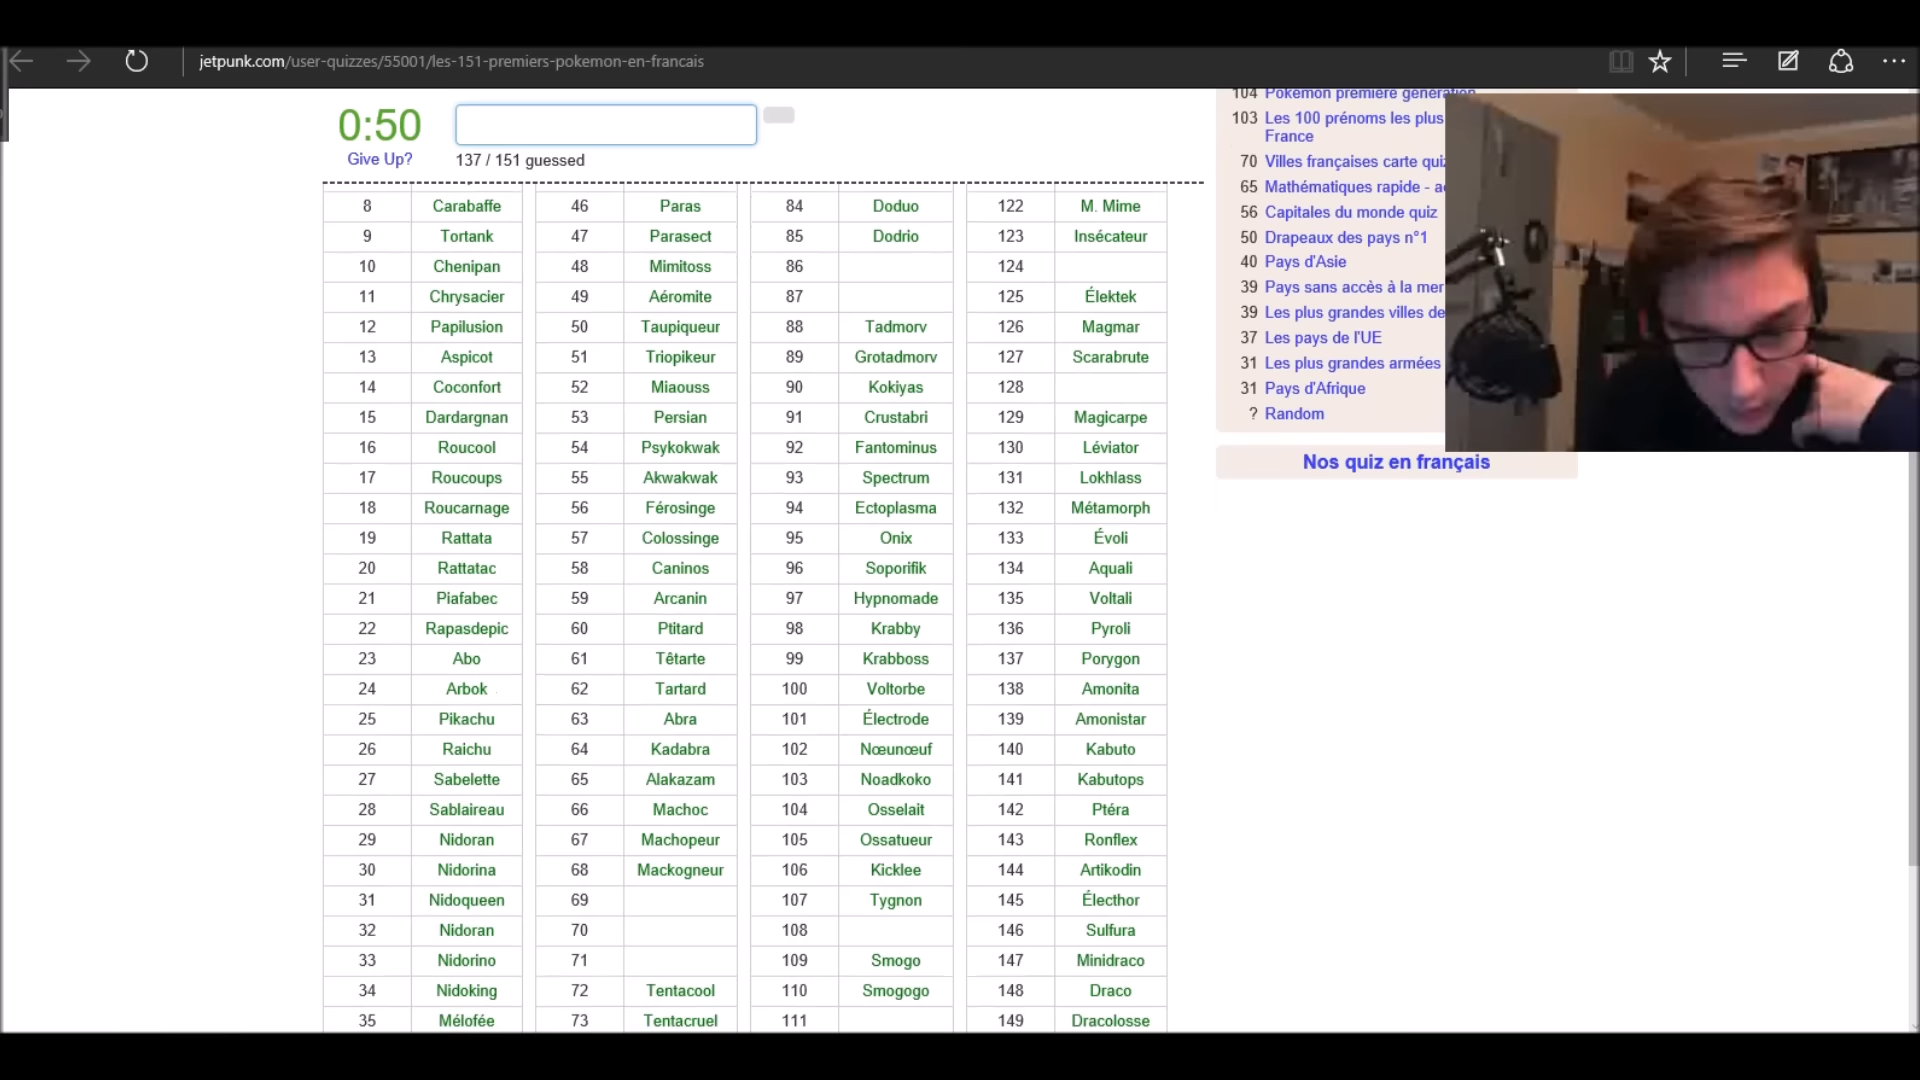 jetpunk.com/user-quizzes/55001/les-151-premiers-pokemon-en-francais
0:50
Give Up?
137 / 151 guessed
8 Carabaffe 46 Paras 84 Doduo 122 M. Mime
9 Tortank 47 Parasect 85 Dodrio 123 Insécateur
10 Chenipan 48 Mimitoss 86 124
11 Chrysacier 49 Aéromite 87 125 Élektek
12 Papilusion 50 Taupiqueur 88 Tadmorv 126 Magmar
13 Aspicot 51 Triopikeur 89 Grotadmorv 127 Scarabrute
14 Coconfort 52 Miaouss 90 Kokiyas 128
15 Dardargnan 53 Persian 91 Crustabri 129 Magicarpe
16 Roucool 54 Psykokwak 92 Fantominus 130 Léviator
17 Roucoups 55 Akwakwak 93 Spectrum 131 Lokhlass
18 Roucarnage 56 Férosinge 94 Ectoplasma 132 Métamorph
19 Rattata 57 Colossinge 95 Onix 133 Évoli
20 Rattatac 58 Caninos 96 Soporifik 134 Aquali
21 Piafabec 59 Arcanin 97 Hypnomade 135 Voltali
22 Rapasdepic 60 Ptitard 98 Krabby 136 Pyroli
23 Abo 61 Têtarte 99 Krabboss 137 Porygon
24 Arbok 62 Tartard 100 Voltorbe 138 Amonita
25 Pikachu 63 Abra 101 Électrode 139 Amonistar
26 Raichu 64 Kadabra 102 Nœunœuf 140 Kabuto
27 Sabelette 65 Alakazam 103 Noadkoko 141 Kabutops
28 Sablaireau 66 Machoc 104 Osselait 142 Ptéra
29 Nidoran 67 Machopeur 105 Ossatueur 143 Ronflex
30 Nidorina 68 Mackogneur 106 Kicklee 144 Artikodin
31 Nidoqueen 69 107 Tygnon 145 Électhor
32 Nidoran 70 108 146 Sulfura
33 Nidorino 71 109 Smogo 147 Minidraco
34 Nidoking 72 Tentacool 110 Smogogo 148 Draco
35 Mélofée 73 Tentacruel 111 149 Dracolosse
104 Pokémon première génération
103 Les 100 prénoms les plus
France
70 Villes françaises carte qui
65 Mathématiques rapide - a
56 Capitales du monde quiz
50 Drapeaux des pays n°1
40 Pays d'Asie
39 Pays sans accès à la mer
39 Les plus grandes villes de
37 Les pays de l'UE
31 Les plus grandes armées
31 Pays d'Afrique
? Random
Nos quiz en français